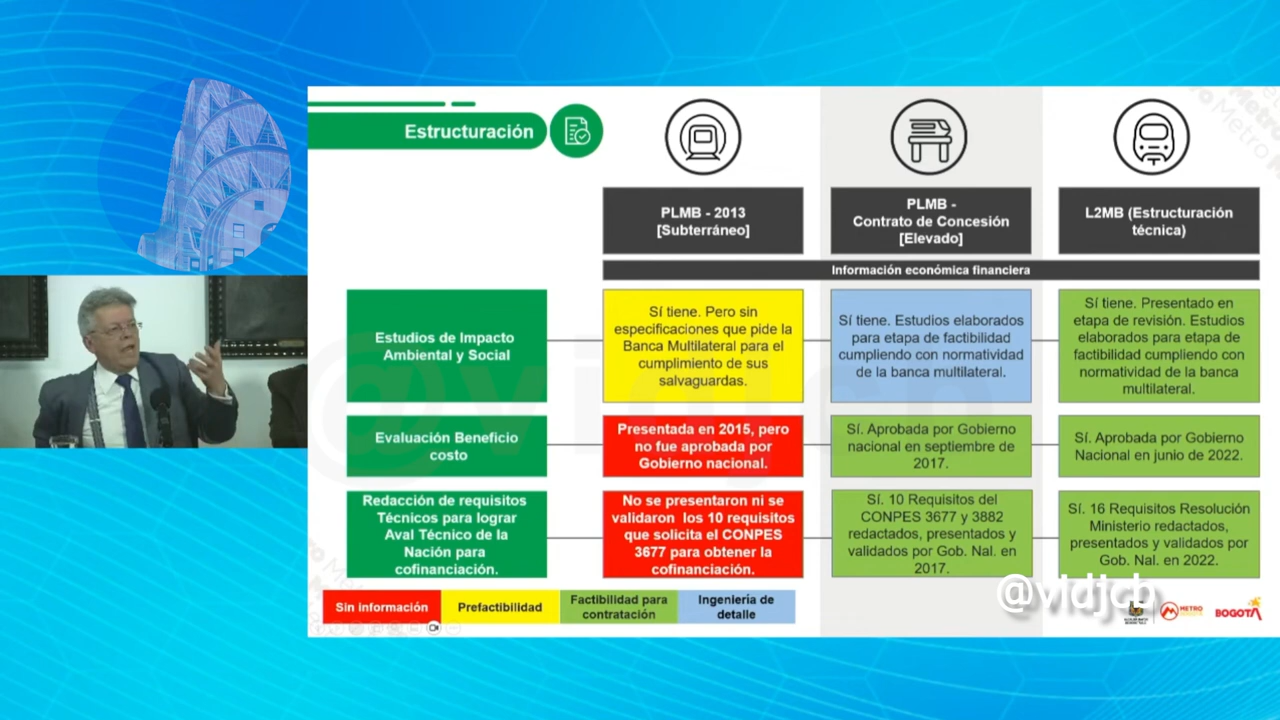 Estructuración
PLMB - 2013
[Subterráneo]
PLMB -
Contrato de Concesión
[Elevado]
L2MB (Estructuración
técnica)
Información económica financiera
Estudios de Impacto
Ambiental y Social
Sí tiene. Pero sin
especificaciones que pide la
Banca Multilateral para el
cumplimiento de sus
salvaguardas.
Sí tiene. Estudios elaborados
para etapa de factibilidad
cumpliendo con normatividad
de la banca multilateral.
Sí tiene. Presentado en
etapa de revisión. Estudios
elaborados para etapa de
factibilidad cumpliendo con
normatividad de la banca
multilateral.
Evaluación Beneficio
costo
Presentada en 2015, pero
no fue aprobada por
Gobierno nacional.
Sí. Aprobada por Gobierno
nacional en septiembre de
2017.
Sí. Aprobada por Gobierno
Nacional en junio de 2022.
Redacción de requisitos
Técnicos para lograr
Aval Técnico de la
Nación para
cofinanciación.
No se presentaron ni se
validaron los 10 requisitos
que solicita el CONPES
3677 para obtener la
cofinanciación.
Sí. 10 Requisitos del
CONPES 3677 y 3882
redactados, presentados y
validados por Gob. Nal. en
2017.
Sí. 16 Requisitos Resolución
Ministerio redactados,
presentados y validados por
Gob. Nal. en 2022.
Sin información
Prefactibilidad
Factibilidad para
contratación
Ingeniería de
detalle
@vidjcb
METRO
BOGOTA
Metro
Metro
@vidjcb